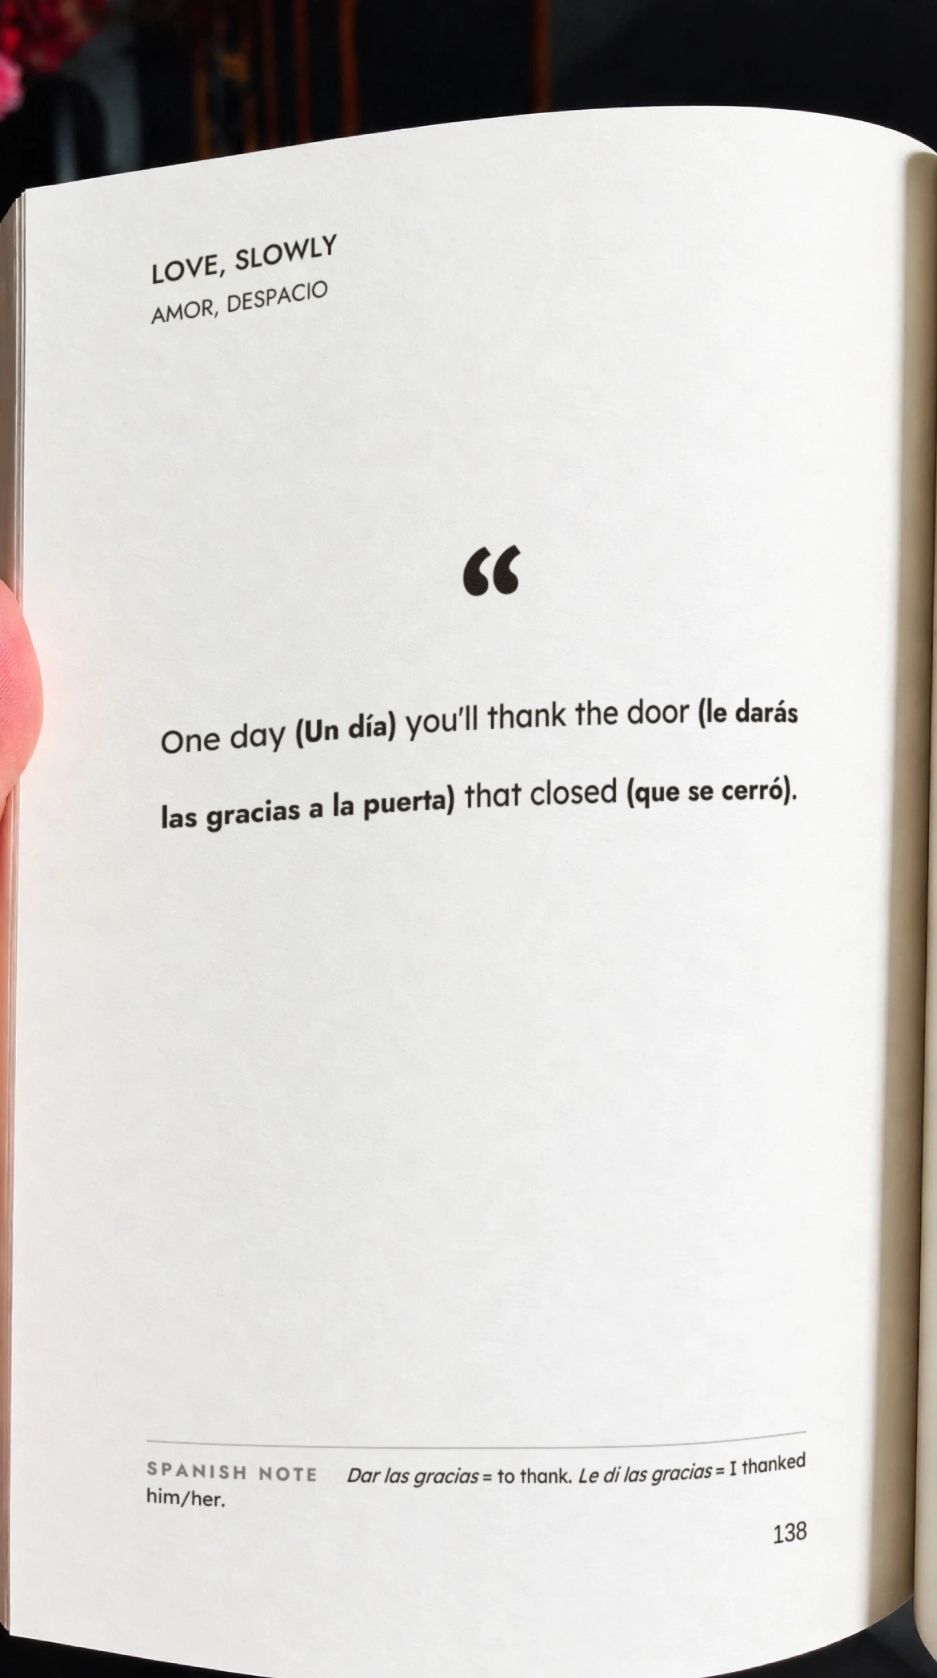 LOVE, SLOWLY
AMOR, DESPACIO
“
One day (Un día) you’ll thank the door (le darás
las gracias a la puerta) that closed (que se cerró).
SPANISH NOTE Dar las gracias = to thank. Le di las gracias = I thanked
him/her.
138